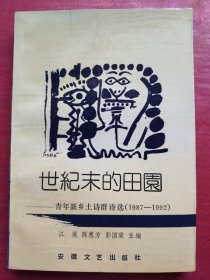 世紀末的田園
青年新乡土诗群诗选(1987—1992)
江堤 陈惠芳 彭国梁 主编
安徽文艺出版社